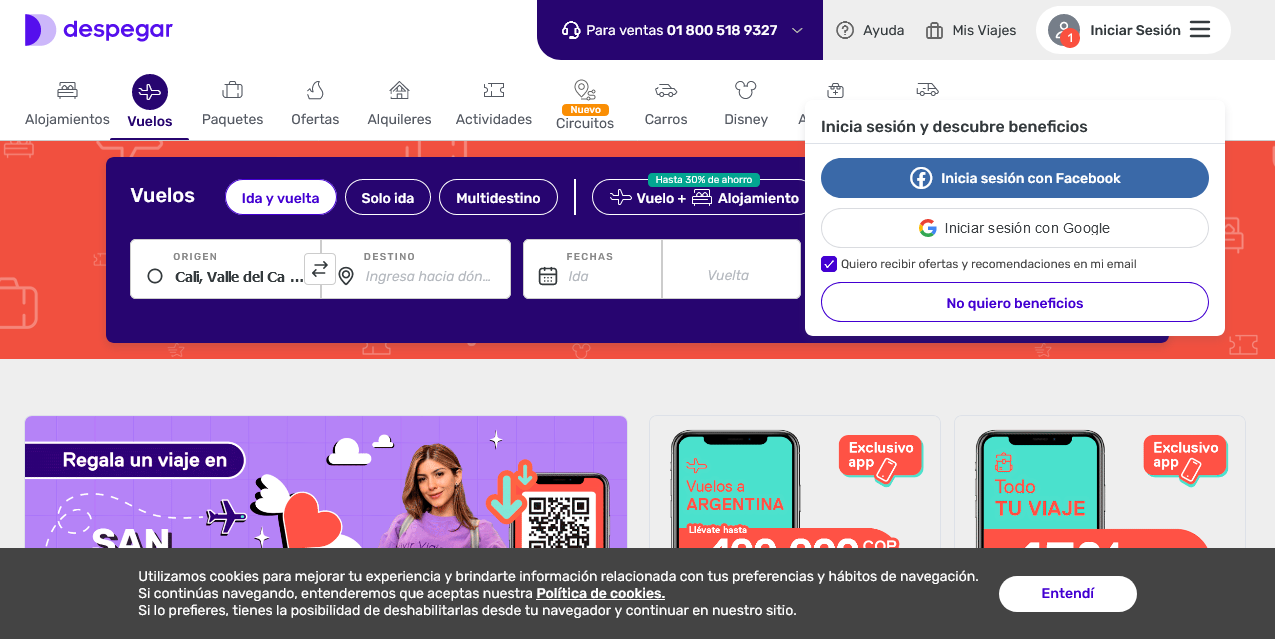 despegar
Para ventas 01 800 518 9327
Ayuda
Mis Viajes
1
Iniciar Sesión
Alojamientos
Vuelos
Paquetes
Ofertas
Alquileres
Actividades
Nuevo
Circuitos
Carros
Disney
Inicia sesión y descubre beneficios
Inicia sesión con Facebook
Iniciar sesión con Google
Quiero recibir ofertas y recomendaciones en mi email
No quiero beneficios
Vuelos
Ida y vuelta
Solo ida
Multidestino
Hasta 30% de ahorro
Vuelo + Alojamiento
ORIGEN
Cali, Valle del Ca ...
DESTINO
Ingresa hacia dón...
FECHAS
Ida
Vuelta
Regala un viaje en
SAN
Exclusivo
app
Vuelos a
ARGENTINA
Llévate hasta
COP
Exclusivo
app
Todo
TU VIAJE
Utilizamos cookies para mejorar tu experiencia y brindarte información relacionada con tus preferencias y hábitos de navegación.
Si continúas navegando, entenderemos que aceptas nuestra Política de cookies.
Si lo prefieres, tienes la posibilidad de deshabilitarlas desde tu navegador y continuar en nuestro sitio.
Entendí